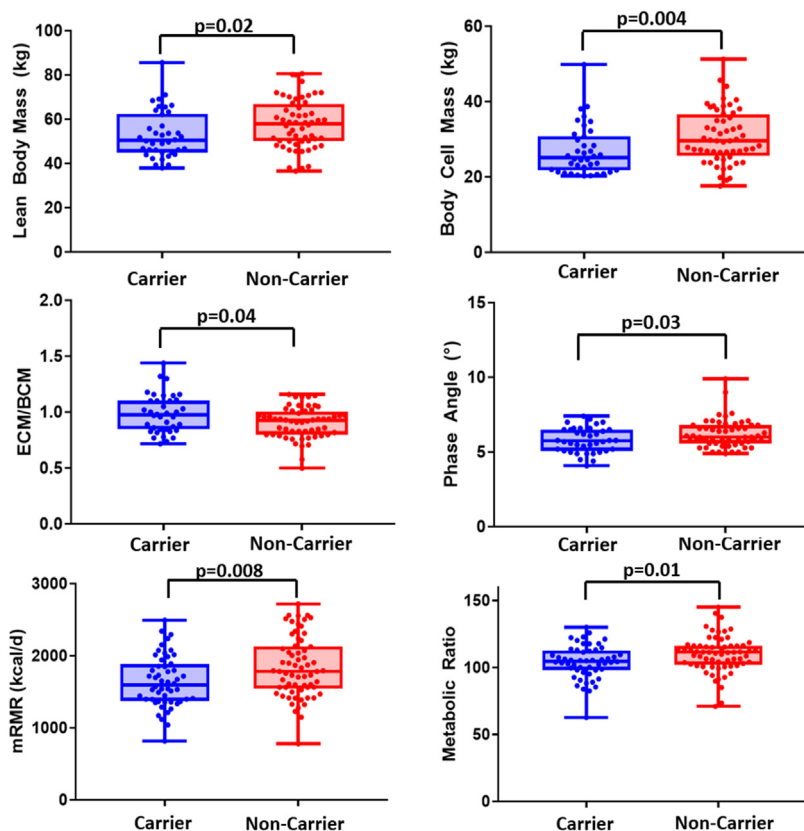 p=0.02
Lean Body Mass (kg)
100
80
60
40
20
0
Carrier Non-Carrier
p=0.004
Body Cell Mass (kg)
60
40
20
0
Carrier Non-Carrier
p=0.04
ECM/BCM
2.0
1.5
1.0
0.5
0.0
Carrier Non-Carrier
p=0.03
Phase Angle (°)
15
10
5
0
Carrier Non-Carrier
p=0.008
mRMR (kcal/d)
3000
2000
1000
0
Carrier Non-Carrier
p=0.01
Metabolic Ratio
150
100
50
0
Carrier Non-Carrier